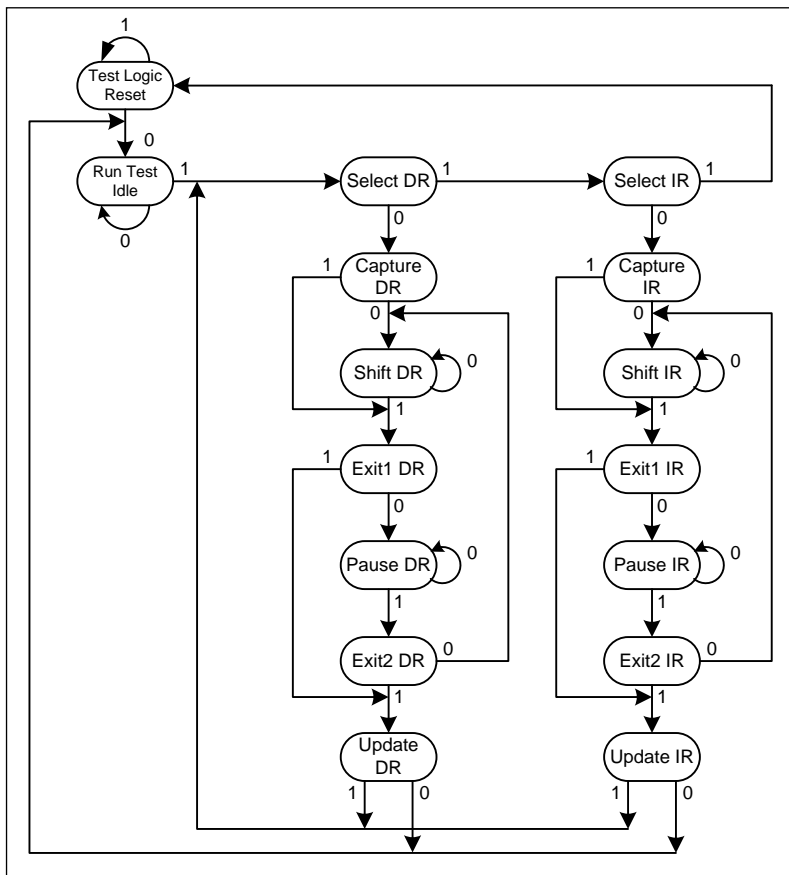 1
Test Logic
Reset
0
Run Test
Idle
1
0
Select DR
1
Select IR
1
0
0
1
Capture
DR
1
Capture
IR
0
0
Shift DR
0
Shift IR
0
1
1
1
Exit1 DR
1
Exit1 IR
0
0
Pause DR
0
Pause IR
0
1
1
Exit2 DR
0
Exit2 IR
0
1
1
Update
DR
Update IR
1
0
1
0